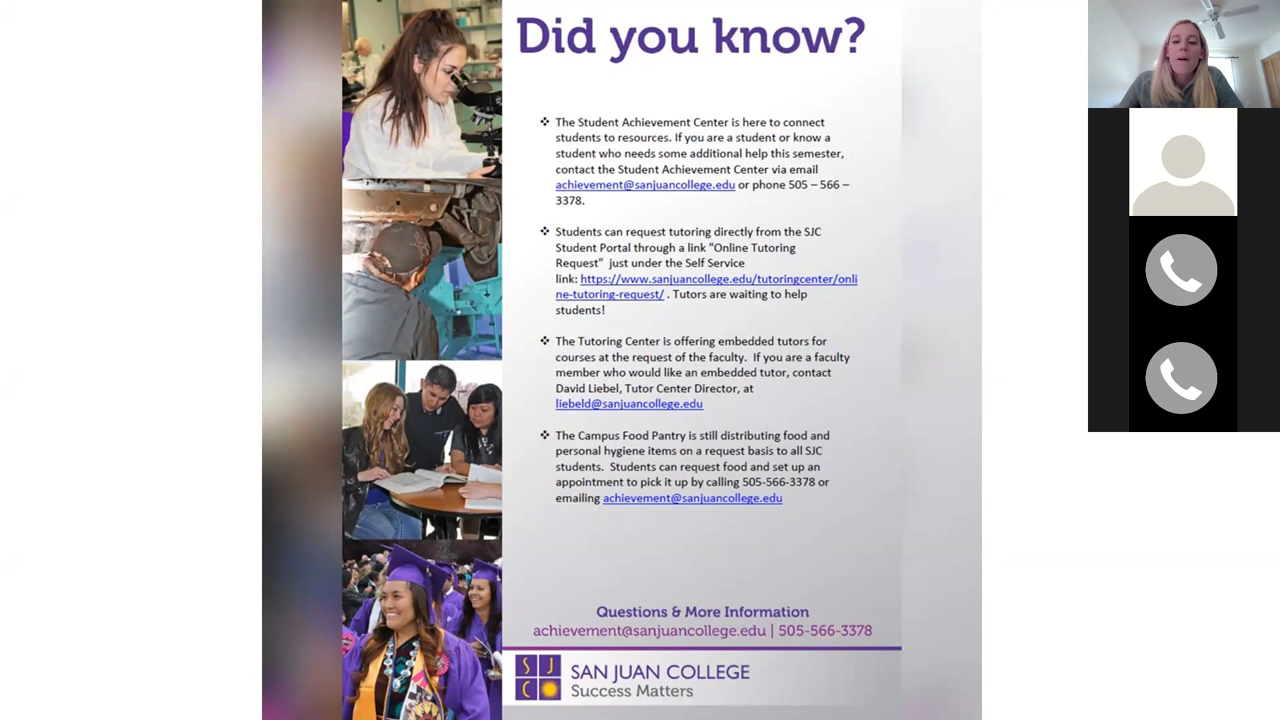 Did you know?
❖ The Student Achievement Center is here to connect
students to resources. If you are a student or know a
student who needs some additional help this semester,
contact the Student Achievement Center via email
achievement@sanjuancollege.edu or phone 505 – 566 –
3378.
❖ Students can request tutoring directly from the SJC
Student Portal through a link "Online Tutoring
Request" just under the Self Service
link: https://www.sanjuancollege.edu/tutoringcenter/onli
ne-tutoring-request/ . Tutors are waiting to help
students!
❖ The Tutoring Center is offering embedded tutors for
courses at the request of the faculty. If you are a faculty
member who would like an embedded tutor, contact
David Liebel, Tutor Center Director, at
liebeld@sanjuancollege.edu
❖ The Campus Food Pantry is still distributing food and
personal hygiene items on a request basis to all SJC
students. Students can request food and set up an
appointment to pick it up by calling 505-566-3378 or
emailing achievement@sanjuancollege.edu
Questions & More Information
achievement@sanjuancollege.edu | 505-566-3378
SJC
SAN JUAN COLLEGE
Success Matters